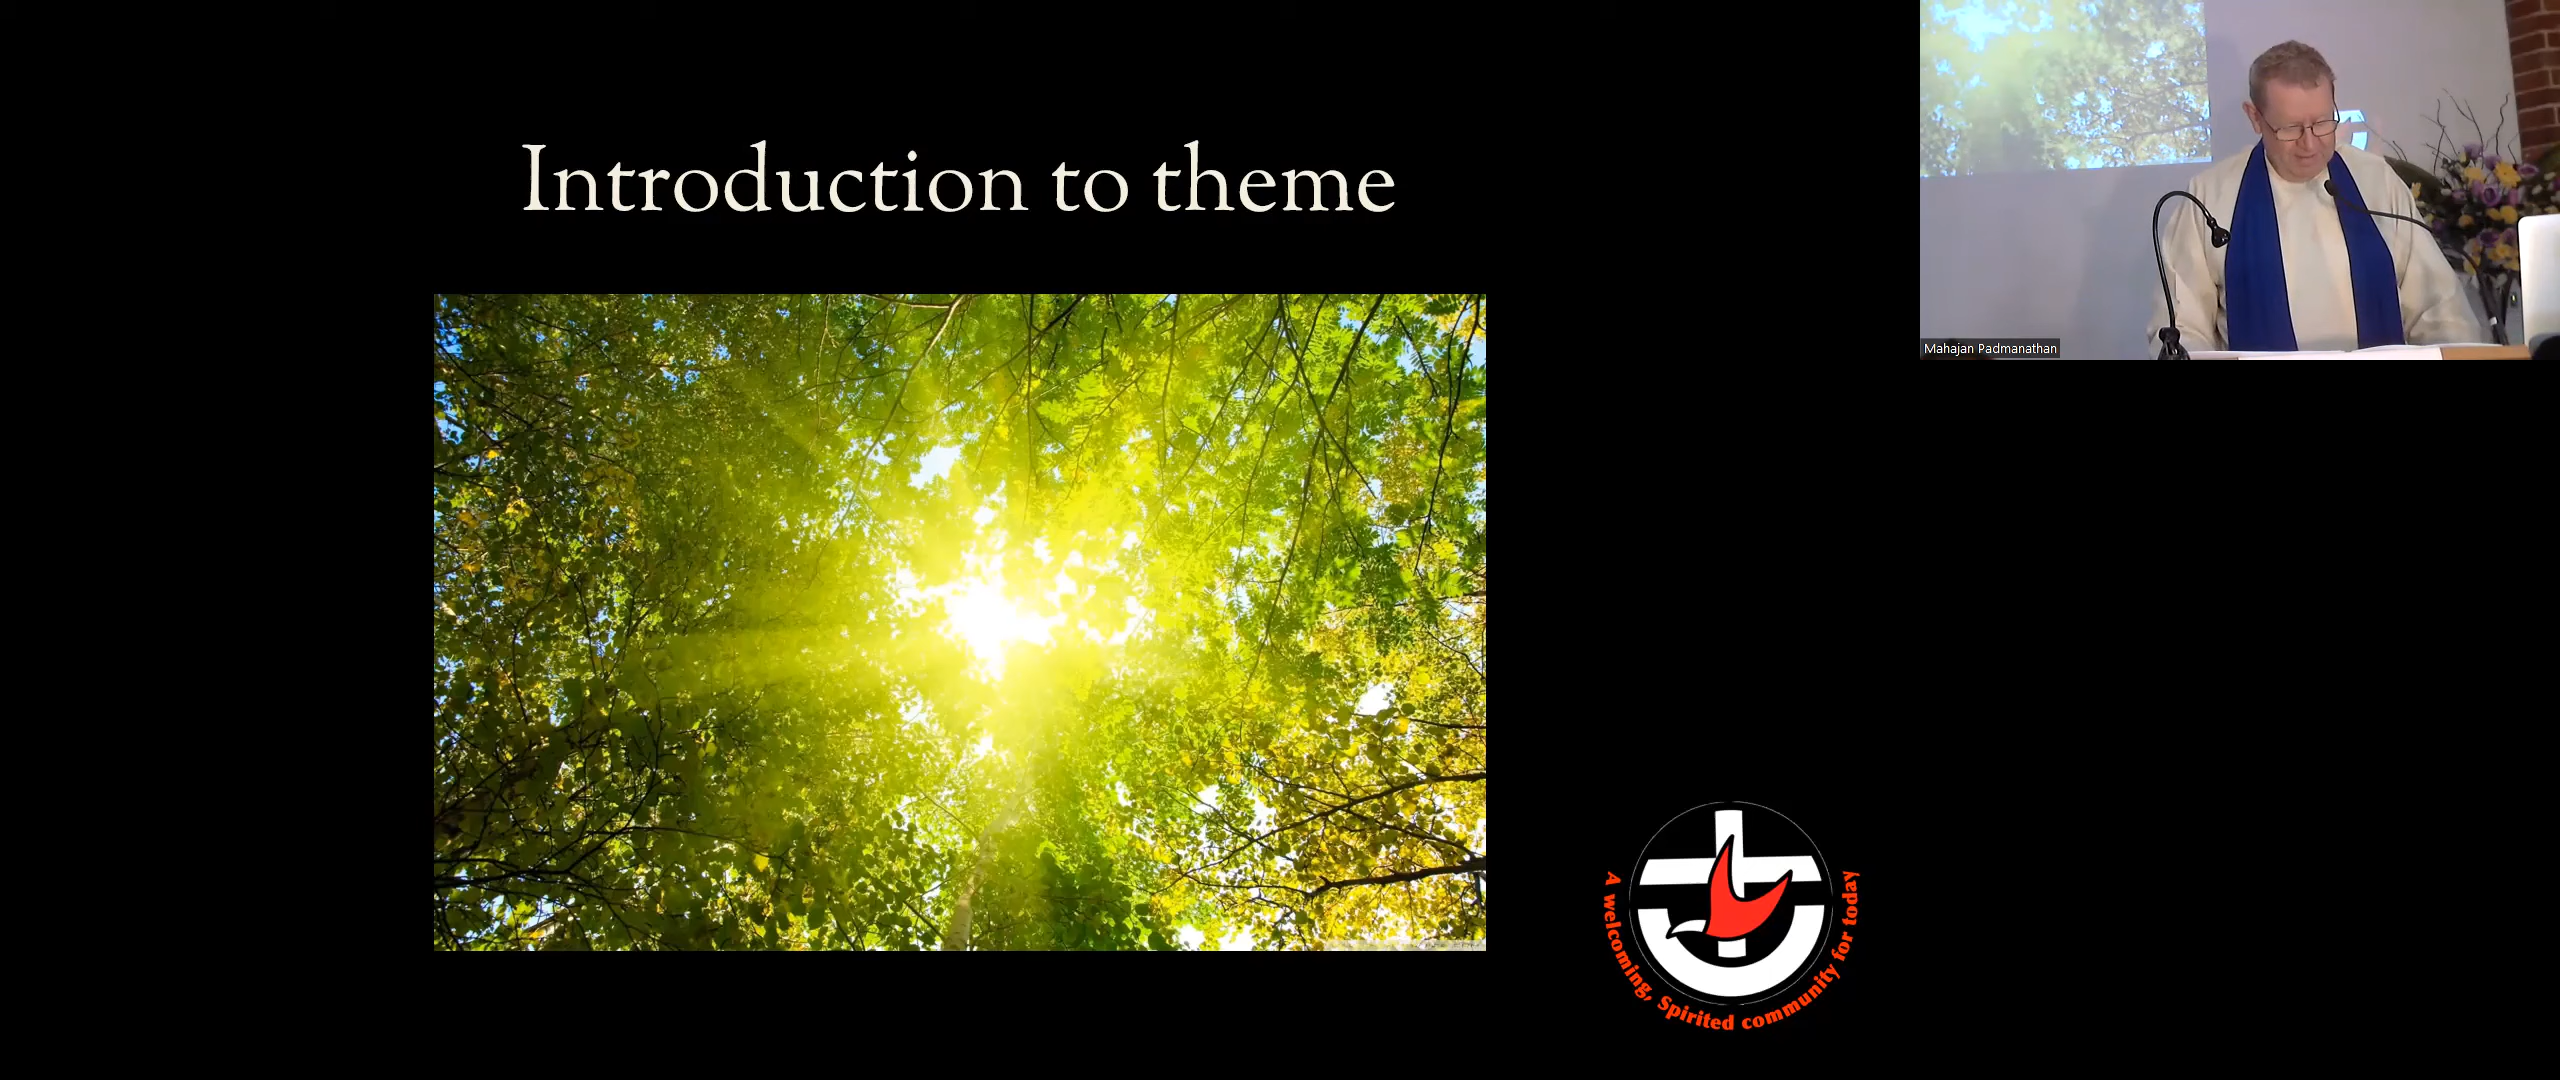 Introduction to theme
Mahajan Padmanathan
A welcoming, Spirited community for today